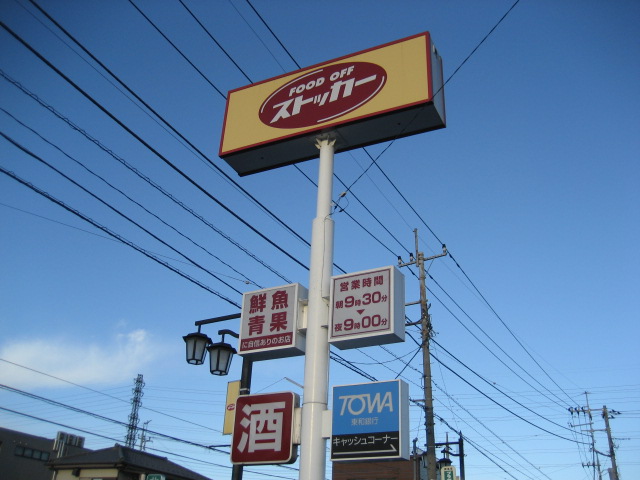 FOOD OFF
ストッカー
鮮魚
青果
に自信ありのお店
営業時間
朝9時30分
夜9時00分
酒
TOWA
東和銀行
キャッシュコーナー